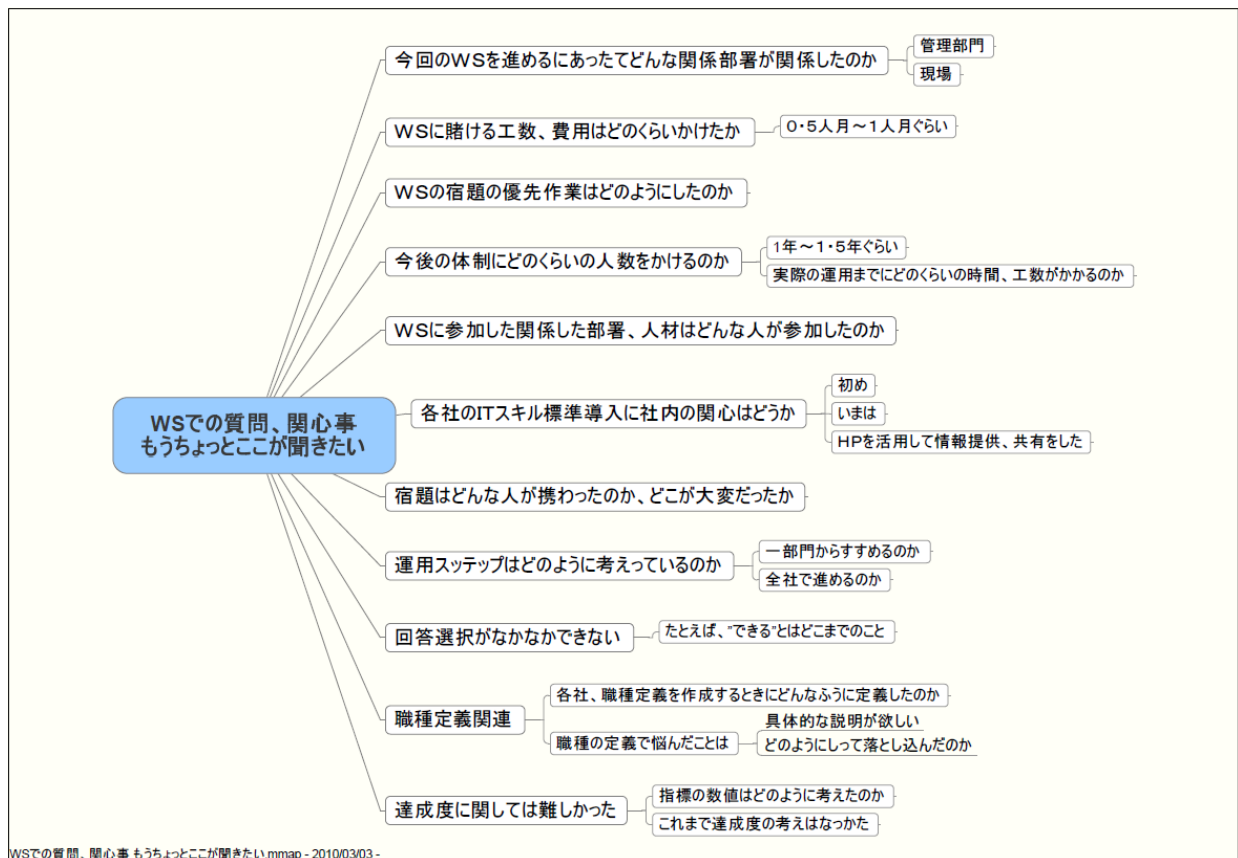 今回のWSを進めるにあったてどんな関係部署が関係したのか
管理部門
現場
WSに賭ける工数、費用はどのくらいかけたか
0・5人月～1人月ぐらい
WSの宿題の優先作業はどのようにしたのか
今後の体制にどのくらいの人数をかけるのか
1年～1・5年ぐらい
実際の運用までにどのくらいの時間、工数がかかるのか
WSに参加した関係した部署、人材はどんな人が参加したのか
WSでの質問、関心事
もうちょっとここが聞きたい
各社のITスキル標準導入に社内の関心はどうか
初め
いまは
HPを活用して情報提供、共有をした
宿題はどんな人が携わったのか、どこが大変だったか
運用スッテップはどのように考えっているのか
一部門からすすめるのか
全社で進めるのか
回答選択がなかなかできない
たとえば、"できる"とはどこまでのこと
職種定義関連
各社、職種定義を作成するときにどんなふうに定義したのか
職種の定義で悩んだことは
具体的な説明が欲しい
どのようにしって落とし込んだのか
達成度に関しては難しかった
指標の数値はどのように考えたのか
これまで達成度の考えはなっかた
WSでの質問、関心事 もうちょっとここが聞きたい.mmap - 2010/03/03 -